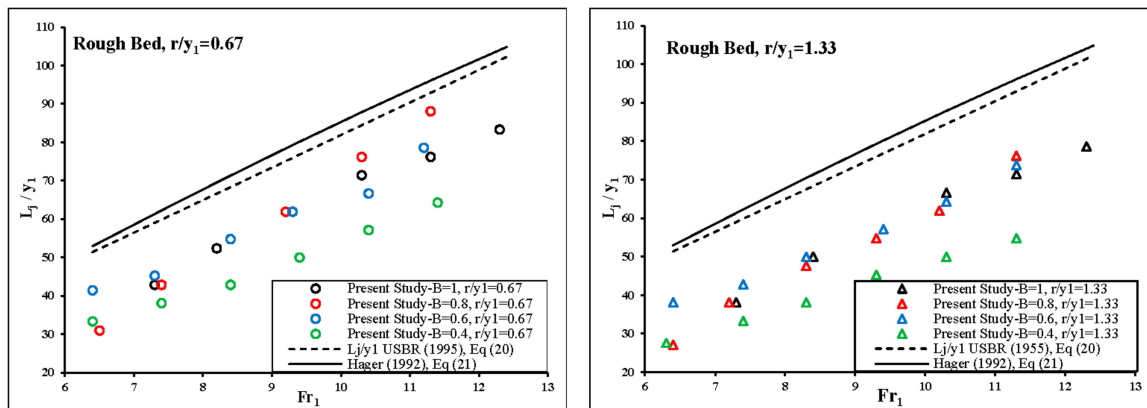 Rough Bed, r/y1=0.67
110
100
90
80
70
60
50
40
30
20
Lj / y1
Present Study-B=1, r/y1=0.67
Present Study-B=0.8, r/y1=0.67
Present Study-B=0.6, r/y1=0.67
Present Study-B=0.4, r/y1=0.67
Lj/y1 USBR (1995), Eq (20)
Hager (1992), Eq (21)
6 7 8 9 10 11 12 13
Fr1
Rough Bed, r/y1=1.33
110
100
90
80
70
60
50
40
30
20
Lj / y1
Present Study-B=1, r/y1=1.33
Present Study-B=0.8, r/y1=1.33
Present Study-B=0.6, r/y1=1.33
Present Study-B=0.4, r/y1=1.33
Lj/y1 USBR (1955), Eq (20)
Hager (1992), Eq (21)
6 7 8 9 10 11 12 13
Fr1